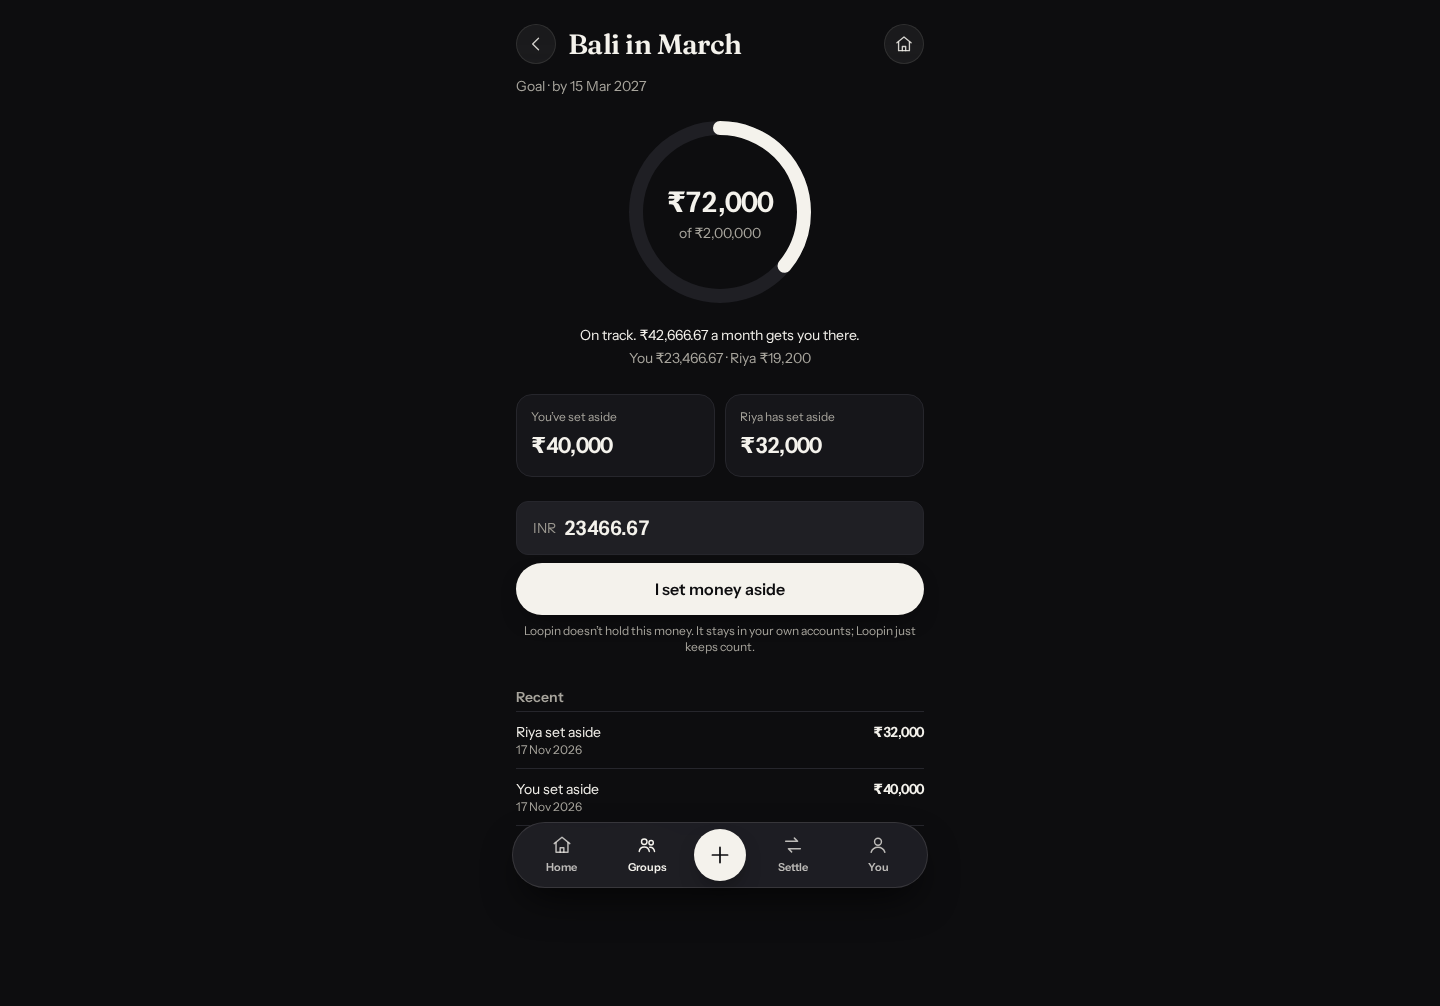 Bali in March
Goal · by 15 Mar 2027
₹72,000
of ₹2,00,000
On track. ₹42,666.67 a month gets you there.
You ₹23,466.67 · Riya ₹19,200
You've set aside
₹40,000
Riya has set aside
₹32,000
INR 23466.67
I set money aside
Loopin doesn't hold this money. It stays in your own accounts; Loopin just
keeps count.
Recent
Riya set aside ₹32,000
17 Nov 2026
You set aside ₹40,000
17 Nov 2026
Home Groups Settle You